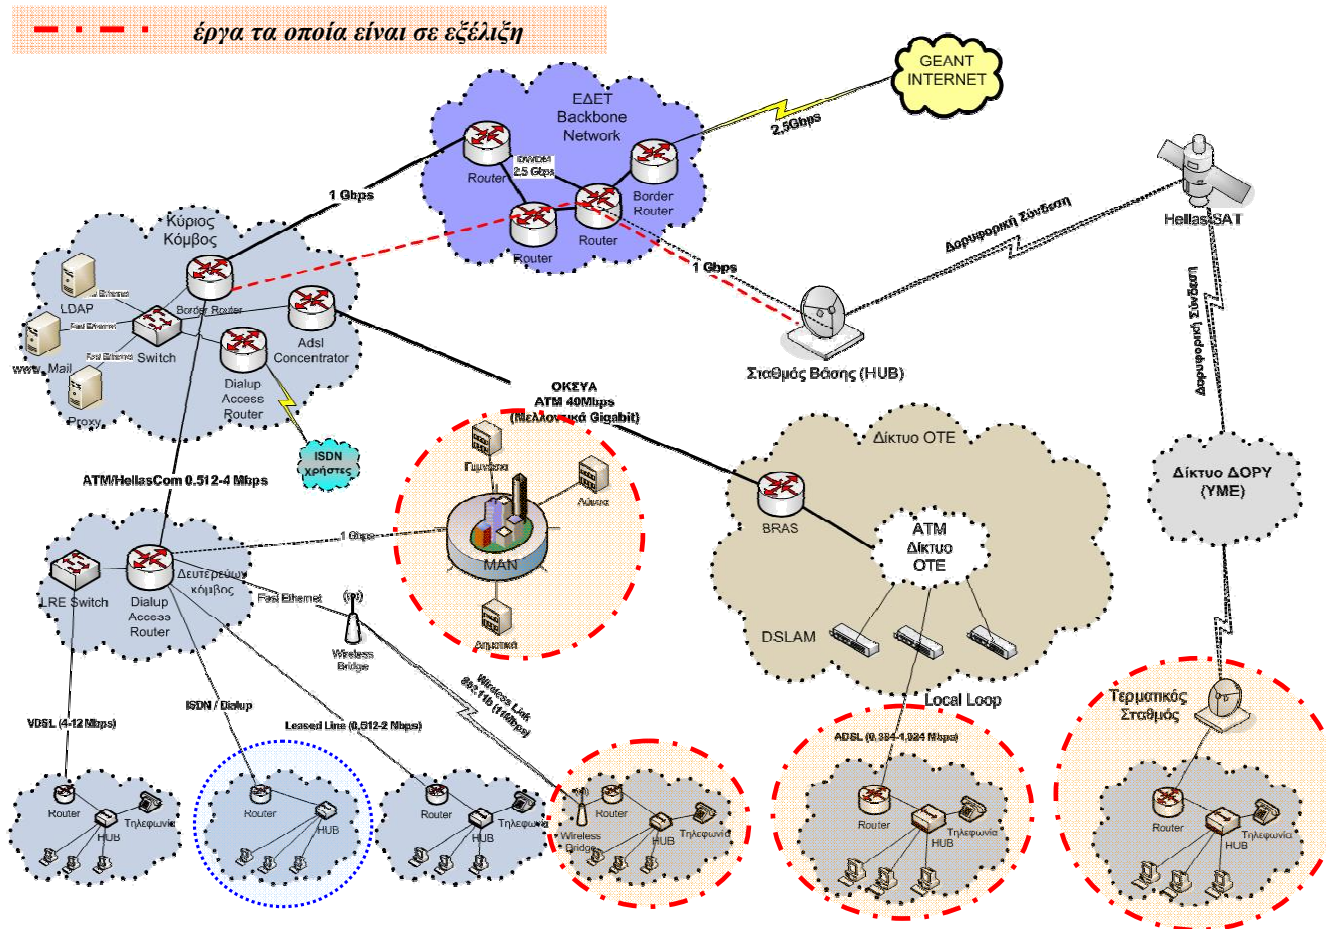 έργα τα οποία είναι σε εξέλιξη
GEANT
INTERNET
ΕΔΕΤ
Backbone
Network
2,5Gbps
Router
DWDM
2.5 Gbps
Border
Router
Router
Router
1 Gbps
HellasSAT
Δορυφορική Σύνδεση
Κύριος
Κόμβος
1 Gbps
LDAP
Fast Ethernet
Border Router
Fast Ethernet
www, Mail
Switch
Fast Ethernet
Adsl
Concentrator
Proxy
Dialup
Access
Router
Σταθμός Βάσης (HUB)
Δορυφορική Σύνδεση
ΟΚΣΥΑ
ATM 40Mbps
(Μελλοντικά Gigabit)
ISDN
χρήστες
Δίκτυο ΟΤΕ
ATM/HellasCom 0.512-4 Mbps
Γυμνάσια
Λύκεια
Δίκτυο ΔΟΡΥ
(ΥΜΕ)
BRAS
ATM
Δίκτυο
ΟΤΕ
1 Gbps
MAN
LRE Switch
Dialup
Access
Router
Δευτερεύων
κόμβος
Fast Ethernet
Wireless
Bridge
Δημοτικά
DSLAM
Wireless Link
802.11b (11Mbps)
Local Loop
Τερματικός
Σταθμός
VDSL (4-12 Mbps)
ISDN / Dialup
Leased Line (0,512-2 Mbps)
ADSL (0.384-1,024 Mbps)
Router
HUB
Τηλεφωνία
Router
HUB
Router
HUB
Τηλεφωνία
Wireless
Bridge
Router
HUB
Τηλεφωνία
Router
HUB
Τηλεφωνία
Router
HUB
Τηλεφωνία